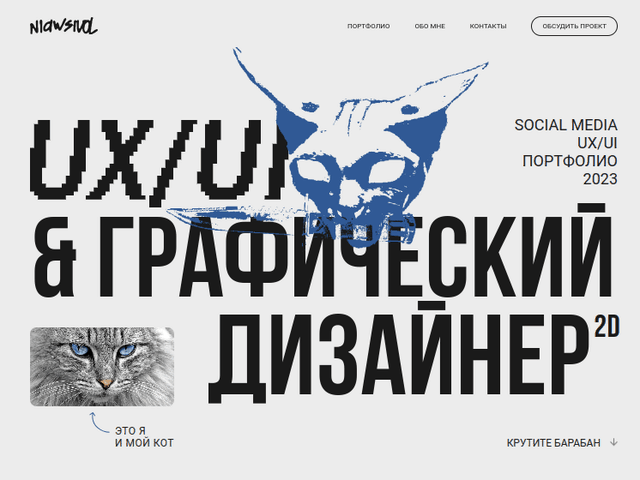 ПОРТФОЛИО
ОБО МНЕ
КОНТАКТЫ
ОБСУДИТЬ ПРОЕКТ
SOCIAL MEDIA
UX/UI
ПОРТФОЛИО
2023
UX/UI
& ГРАФИЧЕСКИЙ
ДИЗАЙНЕР 2D
ЭТО Я
И МОЙ КОТ
КРУТИТЕ БАРАБАН